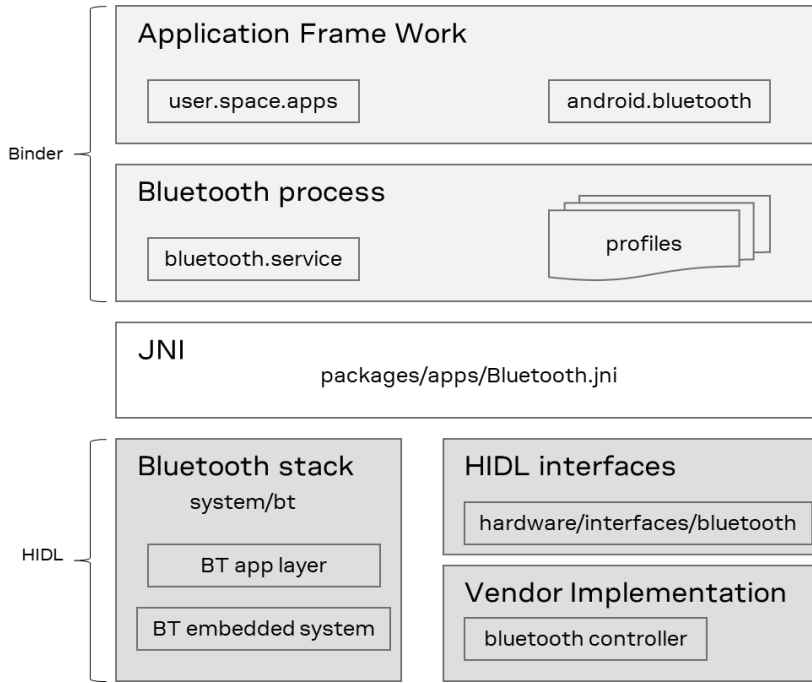 Application Frame Work
user.space.apps
android.bluetooth
Binder
Bluetooth process
bluetooth.service
profiles
JNI
packages/apps/Bluetooth.jni
Bluetooth stack
system/bt
BT app layer
BT embedded system
HIDL
HIDL interfaces
hardware/interfaces/bluetooth
Vendor Implementation
bluetooth controller